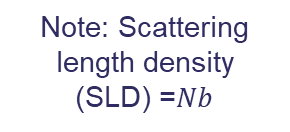 Note: Scattering
length density
(SLD) =Nb